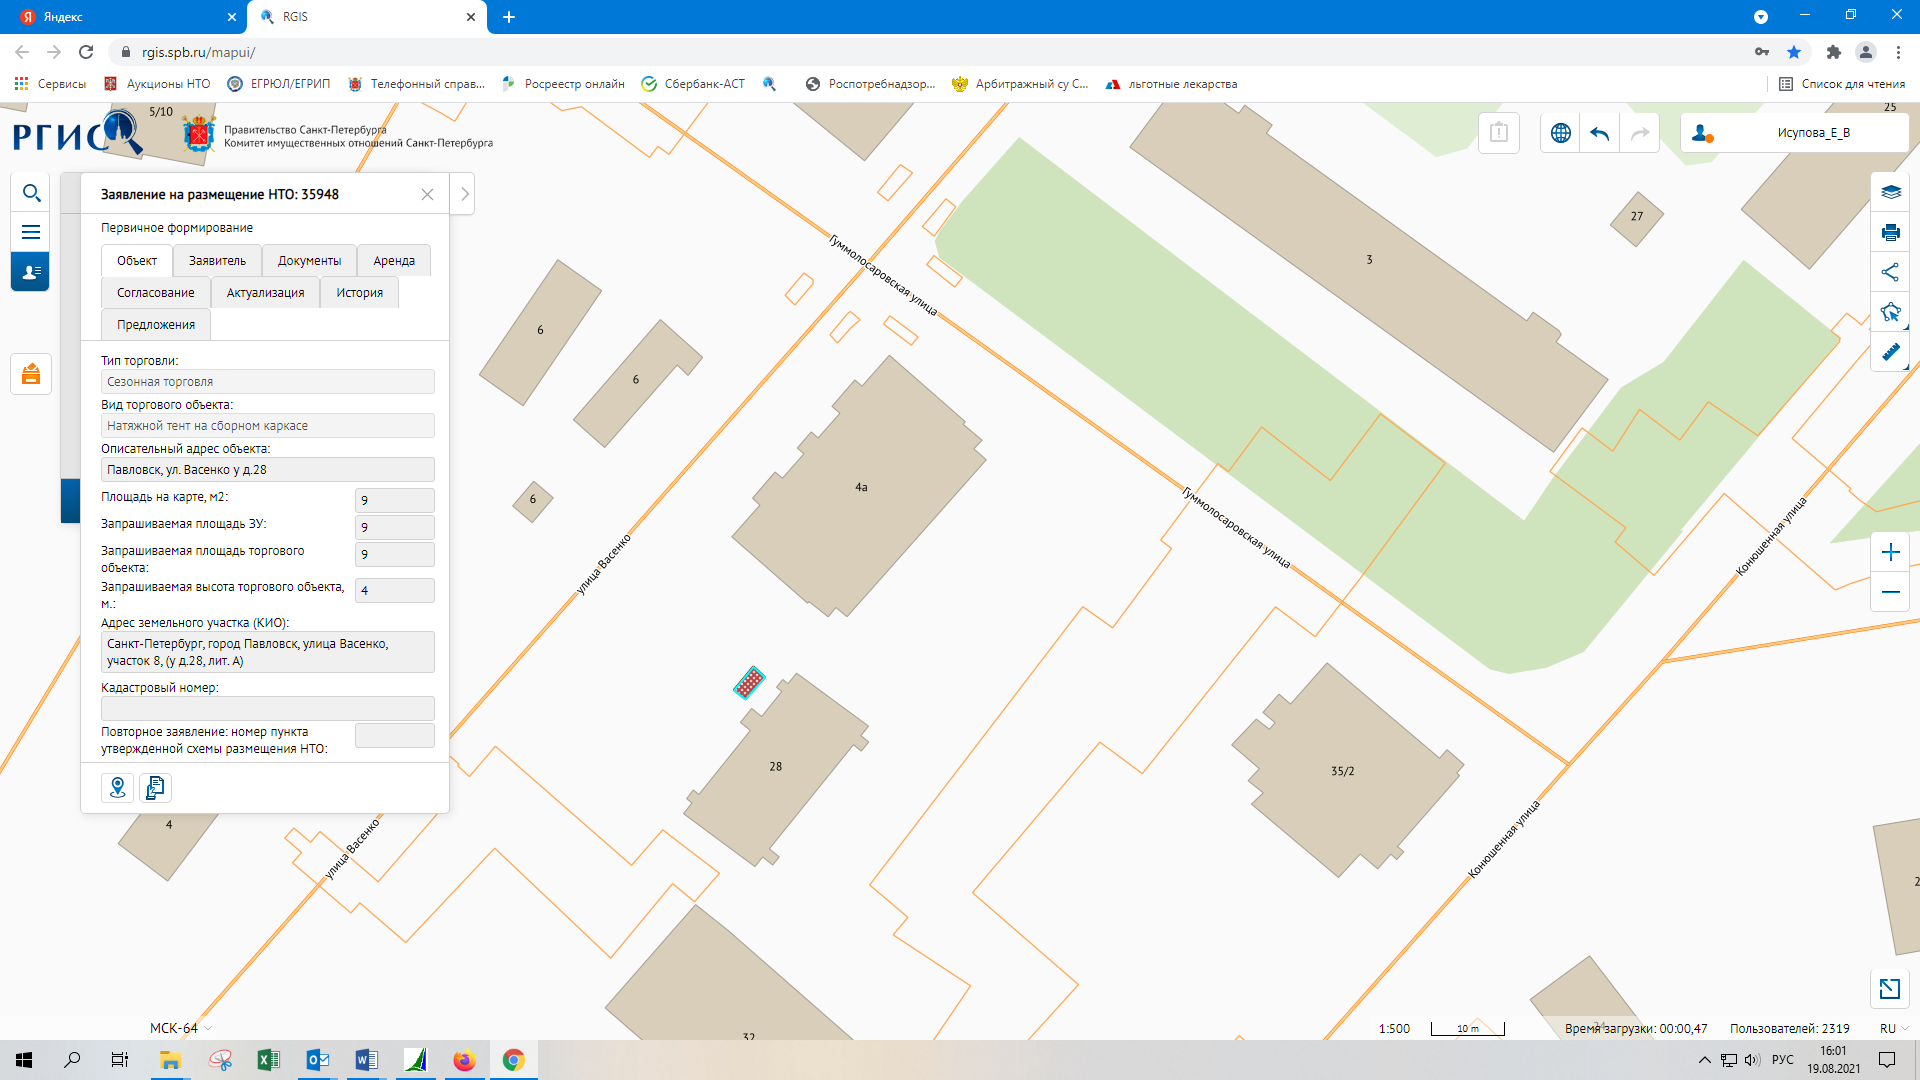 Яндекс
RGIS
rgis.spb.ru/mapui/
Сервисы
Аукционы НТО
ЕГРЮЛ/ЕГРИП
Телефонный справ...
Росреестр онлайн
Сбербанк-АСТ
Роспотребнадзор...
Арбитражный су С...
льготные лекарства
Список для чтения
РГИС
Правительство Санкт-Петербурга
Комитет имущественных отношений Санкт-Петербурга
Исупова_Е_В
Заявление на размещение НТО: 35948
Первичное формирование
Объект
Заявитель
Документы
Аренда
Согласование
Актуализация
История
Предложения
Тип торговли:
Сезонная торговля
Вид торгового объекта:
Натяжной тент на сборном каркасе
Описательный адрес объекта:
Павловск, ул. Васенко у д.28
Площадь на карте, м2:
9
Запрашиваемая площадь ЗУ:
9
Запрашиваемая площадь торгового
объекта:
9
Запрашиваемая высота торгового объекта,
м.:
4
Адрес земельного участка (КИО):
Санкт-Петербург, город Павловск, улица Васенко,
участок 8, (у д.28, лит. А)
Кадастровый номер:
Повторное заявление: номер пункта
утвержденной схемы размещения НТО:
5/10
25
27
3
6
6
6
4а
28
35/2
4
32
24
2
Гуммолосаровская улица
Гуммолосаровская улица
улица Васенко
улица Васенко
Конюшенная улица
Конюшенная улица
МСК-64
1:500
10 m
Время загрузки: 00:00,47
Пользователей: 2319
RU
РУС
16:01
19.08.2021